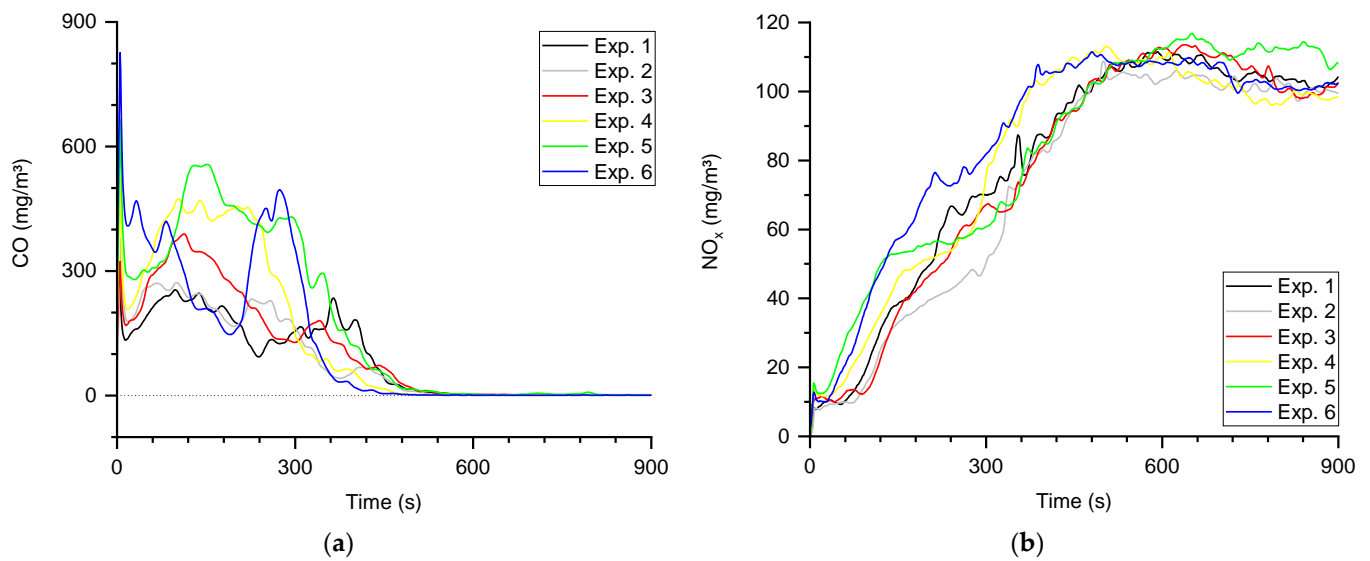 900
600
300
0
CO (mg/m³)
Exp. 1
Exp. 2
Exp. 3
Exp. 4
Exp. 5
Exp. 6
0
300
600
900
Time (s)
(a)
120
100
80
60
40
20
0
NOₓ (mg/m³)
Exp. 1
Exp. 2
Exp. 3
Exp. 4
Exp. 5
Exp. 6
0
300
600
900
Time (s)
(b)